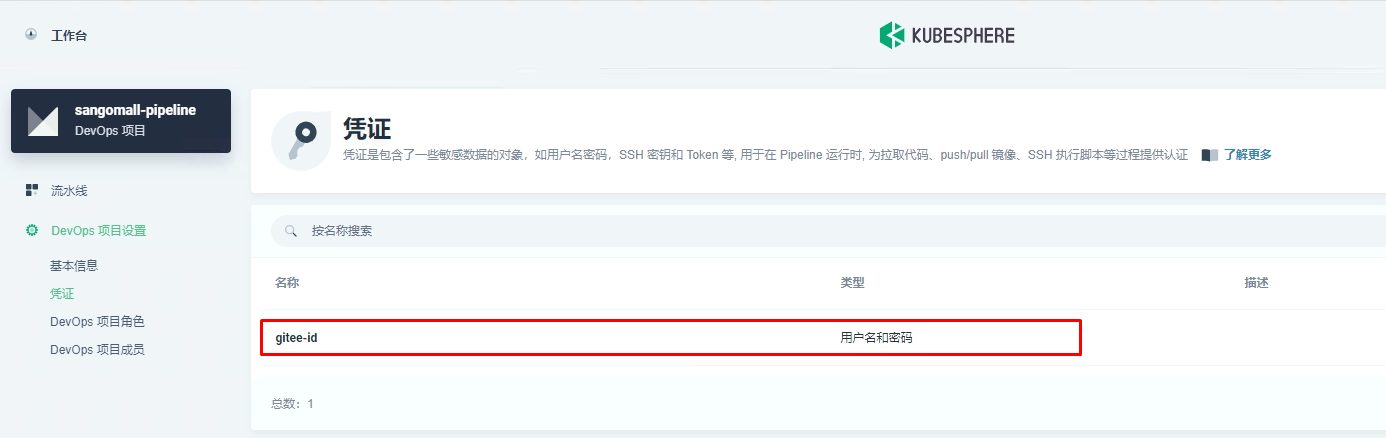 工作台
KUBESPHERE
sangomall-pipeline
DevOps 项目
流水线
DevOps 项目设置
基本信息
凭证
DevOps 项目角色
DevOps 项目成员
凭证
凭证是包含了一些敏感数据的对象，如用户名密码，SSH 密钥和 Token 等, 用于在 Pipeline 运行时, 为拉取代码、push/pull 镜像、SSH 执行脚本等过程提供认证 了解更多
按名称搜索
名称 类型 描述
gitee-id 用户名和密码
总数：1